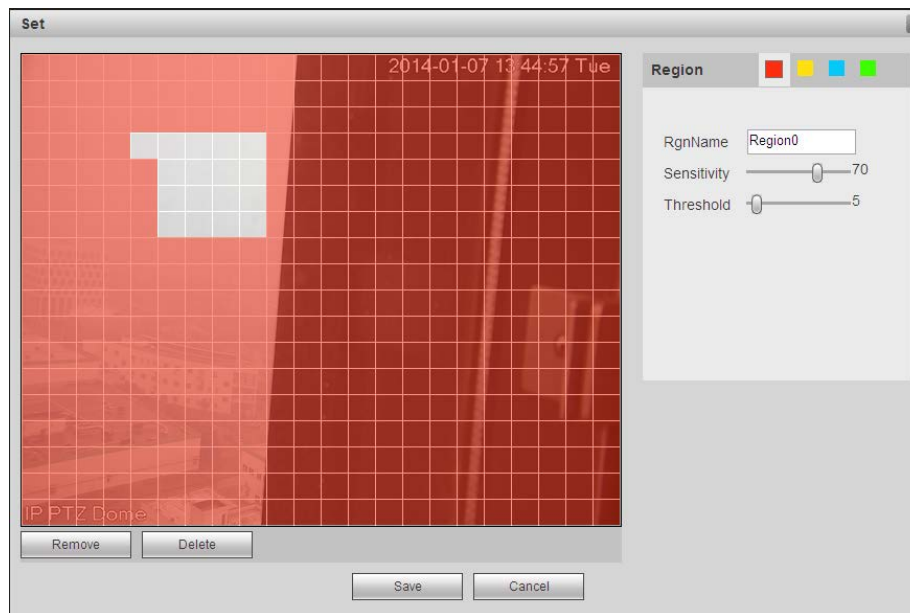 Set
2014-01-07 13:44:57 Tue
Region
RgnName Region0
Sensitivity 70
Threshold 5
IP PTZ Dome
Remove Delete
Save Cancel